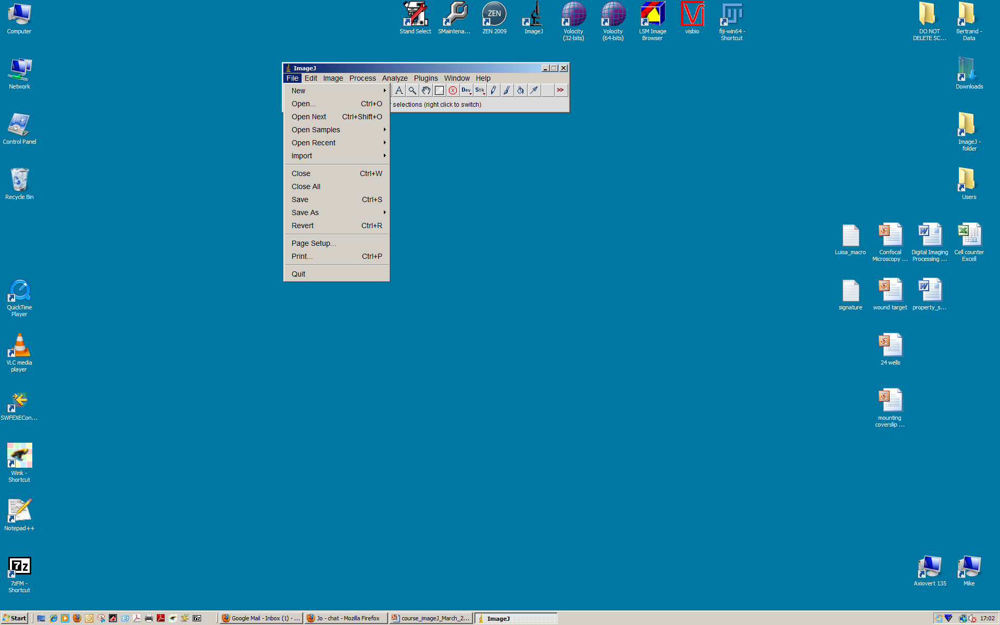 Computer
Network
Control Panel
Recycle Bin
QuickTime
Player
VLC media
player
SWFEXECon...
Wink -
Shortcut
Notepad++
7z
7zFM -
Shortcut
Stand Select
SMaintena...
ZEN
ZEN 2009
ImageJ
Volocity
(32-bits)
Volocity
(64-bits)
LSM Image
Browser
visbio
fiji-win64 -
Shortcut
DO NOT
DELETE SC...
Bertrand -
Data
Downloads
ImageJ -
folder
Users
Luisa_macro
Confocal
Microscopy ...
Digital Imaging
Processing ...
Cell counter
Excell
signature
wound target
property_s...
24 wells
mounting
coverslip ...
Axiovert 135
Mike
ImageJ
File Edit Image Process Analyze Plugins Window Help
A Dev Stk >>
selections (right click to switch)
New
Open... Ctrl+O
Open Next Ctrl+Shift+O
Open Samples
Open Recent
Import
Close Ctrl+W
Close All
Save Ctrl+S
Save As
Revert Ctrl+R
Page Setup...
Print... Ctrl+P
Quit
Start
7z
Google Mail - Inbox (1) - ...
Jo - chat - Mozilla Firefox
course_imageJ_March_2...
ImageJ
17:02